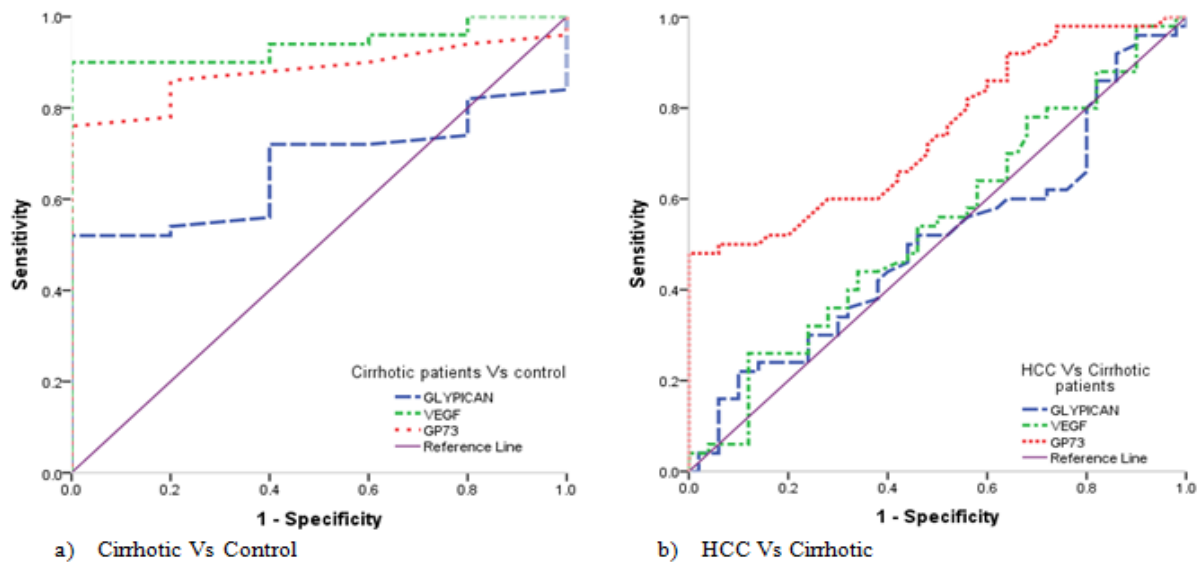 Sensitivity
1.0
0.8
0.6
0.4
0.2
0.0
0.0 0.2 0.4 0.6 0.8 1.0
1 - Specificity
Cirrhotic patients Vs control
GLYPICAN
VEGF
GP73
Reference Line
a) Cirrhotic Vs Control
Sensitivity
1.0
0.8
0.6
0.4
0.2
0.0
0.0 0.2 0.4 0.6 0.8 1.0
1 - Specificity
HCC Vs Cirrhotic
patients
GLYPICAN
VEGF
GP73
Reference Line
b) HCC Vs Cirrhotic